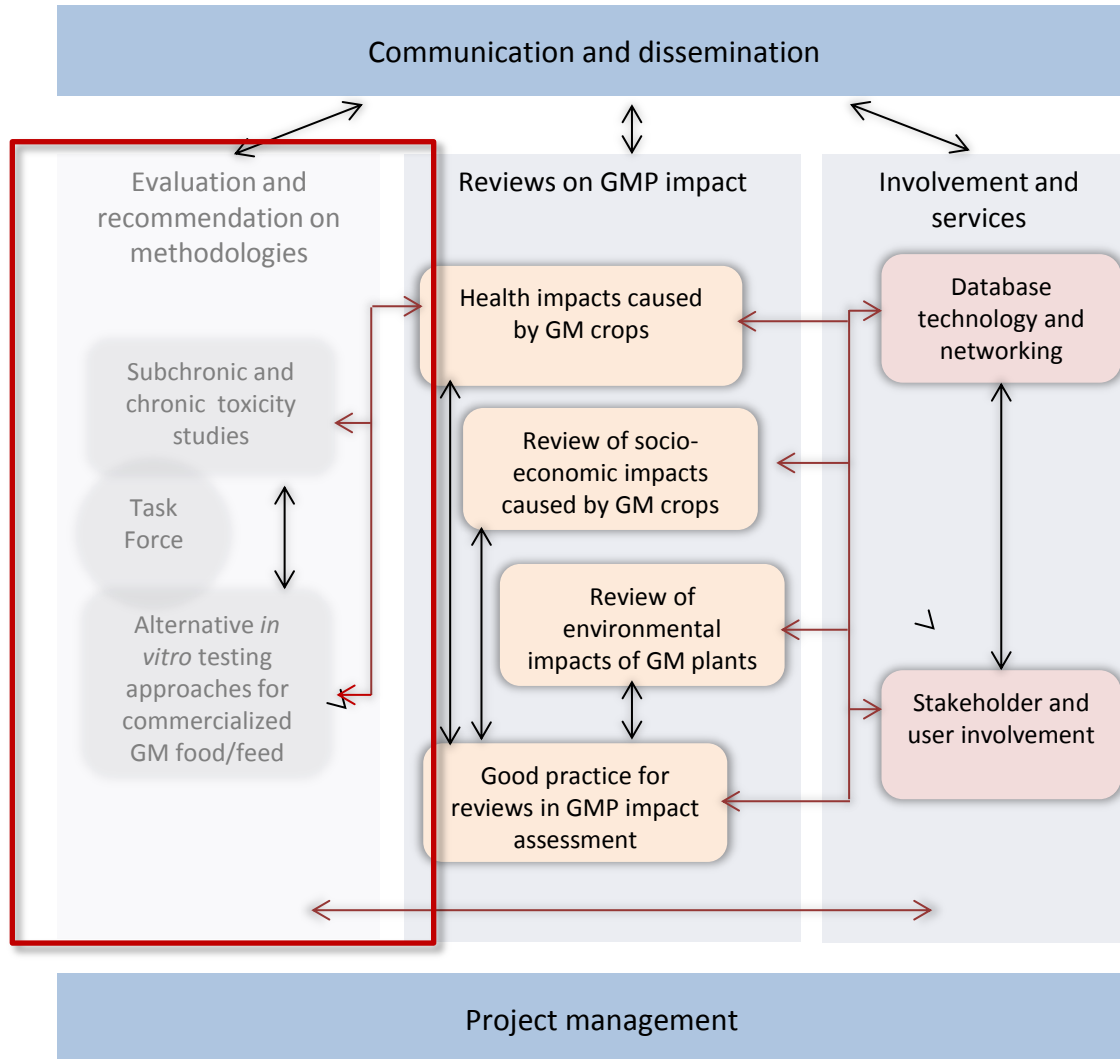 Communication and dissemination
Evaluation and
recommendation on
methodologies
Subchronic and
chronic toxicity
studies
Task
Force
Alternative in
vitro testing
approaches for
commercialized
GM food/feed
Reviews on GMP impact
Health impacts caused
by GM crops
Review of socio-
economic impacts
caused by GM crops
Review of
environmental
impacts of GM plants
Good practice for
reviews in GMP impact
assessment
Involvement and
services
Database
technology and
networking
Stakeholder and
user involvement
Project management